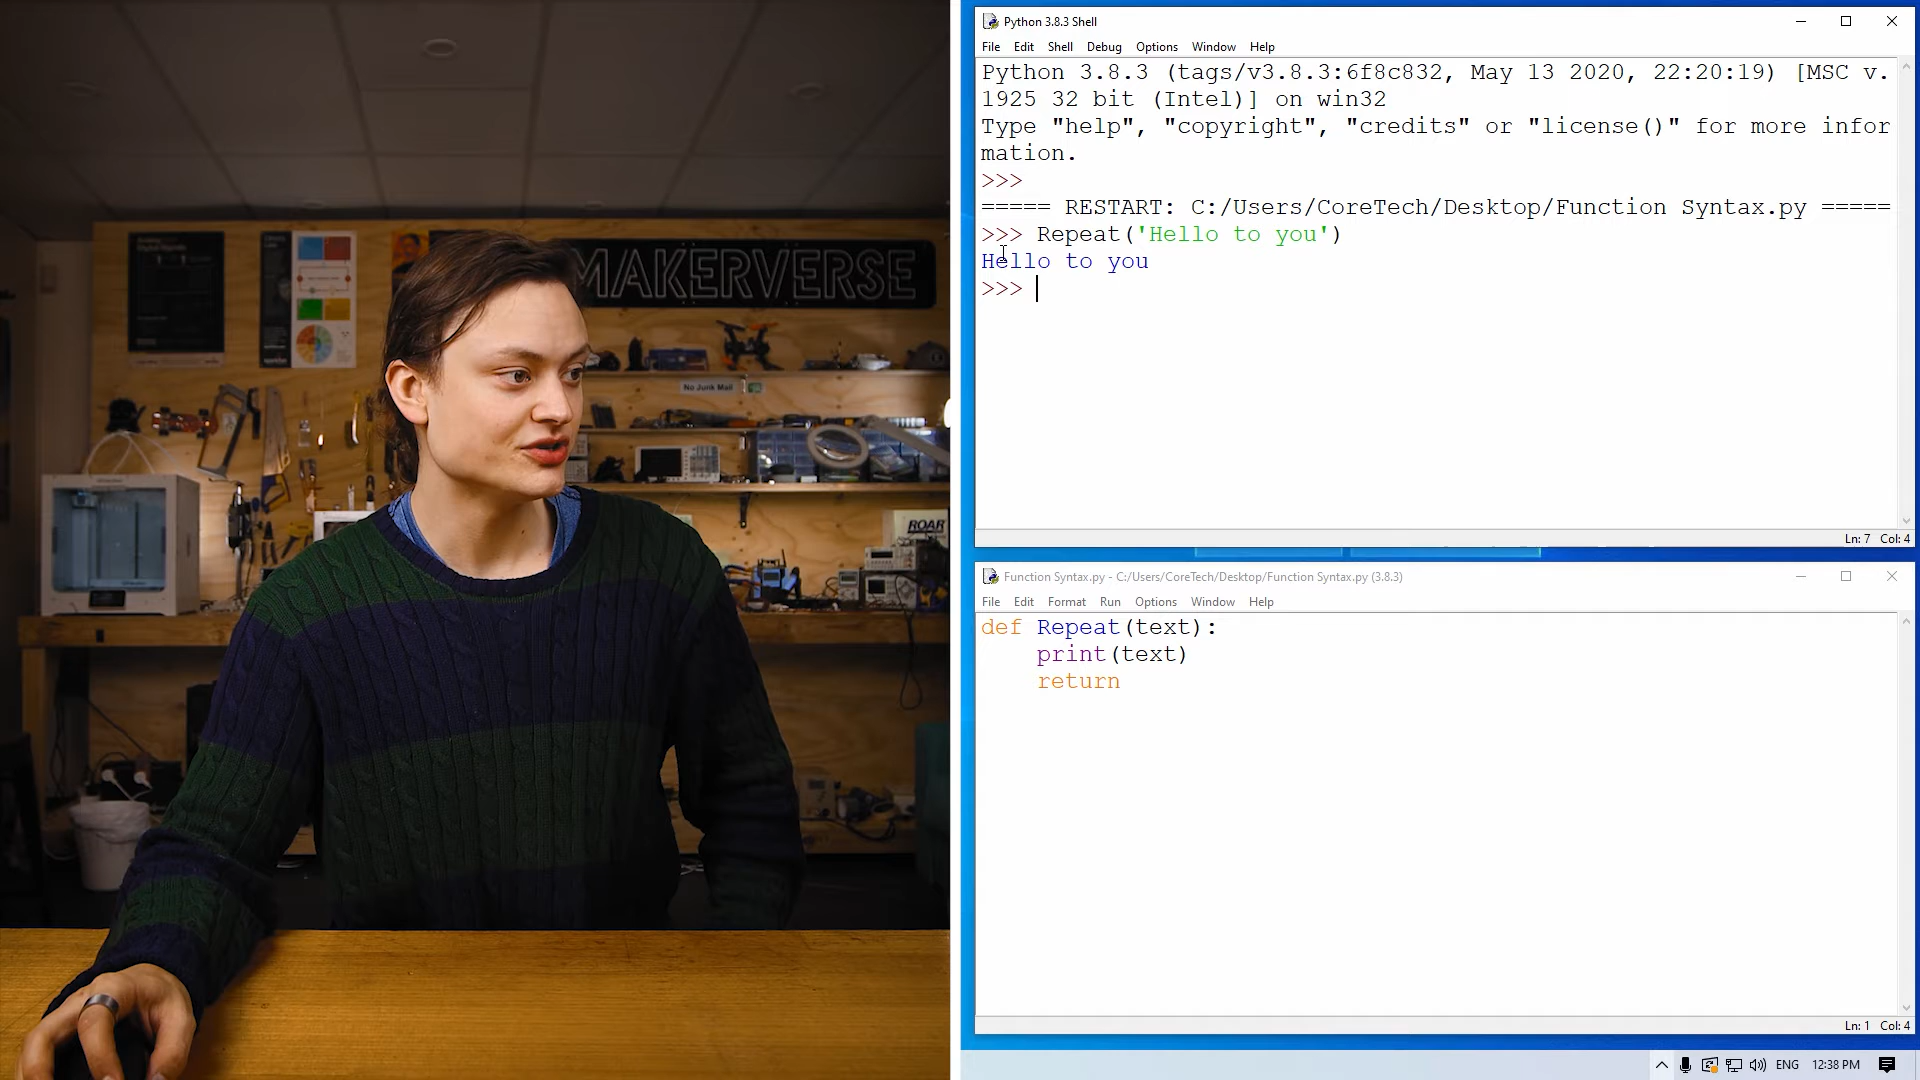 MAKERVERSE
No Junk Mail
ROAR
Python 3.8.3 Shell
File Edit Shell Debug Options Window Help
Python 3.8.3 (tags/v3.8.3:6f8c832, May 13 2020, 22:20:19) [MSC v.
1925 32 bit (Intel)] on win32
Type "help", "copyright", "credits" or "license()" for more infor
mation.
>>>
===== RESTART: C:/Users/CoreTech/Desktop/Function Syntax.py =====
>>> Repeat('Hello to you')
Hello to you
>>>
Ln: 7 Col: 4
Function Syntax.py - C:/Users/CoreTech/Desktop/Function Syntax.py (3.8.3)
File Edit Format Run Options Window Help
def Repeat(text):
    print(text)
    return
Ln: 1 Col: 4
ENG 12:38 PM